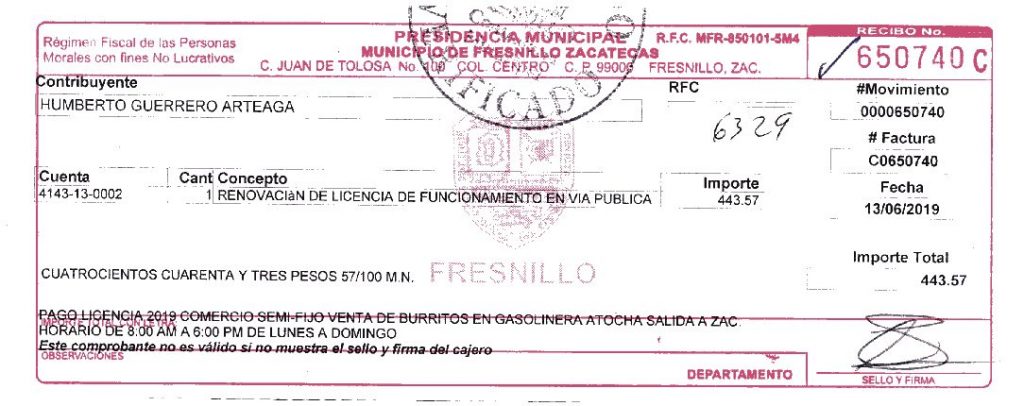 Régimen Fiscal de las Personas
Morales con fines No Lucrativos
PRESIDENCIA MUNICIPAL
MUNICIPIO DE FRESNILLO ZACATECAS
C. JUAN DE TOLOSA No. 100 COL. CENTRO C. P. 99000 FRESNILLO, ZAC.
R.F.C. MFR-850101-5M4
RECIBO No.
650740 C
Contribuyente
HUMBERTO GUERRERO ARTEAGA
RFC
6329
#Movimiento
0000650740
# Factura
C0650740
Fecha
13/06/2019
Cuenta Cant Concepto Importe
4143-13-0002 1 RENOVACIàN DE LICENCIA DE FUNCIONAMIENTO EN VIA PUBLICA 443.57
Importe Total
443.57
CUATROCIENTOS CUARENTA Y TRES PESOS 57/100 M.N.
FRESNILLO
PAGO LICENCIA 2019 COMERCIO SEMI-FIJO VENTA DE BURRITOS EN GASOLINERA ATOCHA SALIDA A ZAC
IMPORTE TOTAL CON LETRA
HORARIO DE 8:00 AM A 6:00 PM DE LUNES A DOMINGO
Este comprobante no es válido si no muestra el sello y firma del cajero
OBSERVACIONES
DEPARTAMENTO
SELLO Y FIRMA